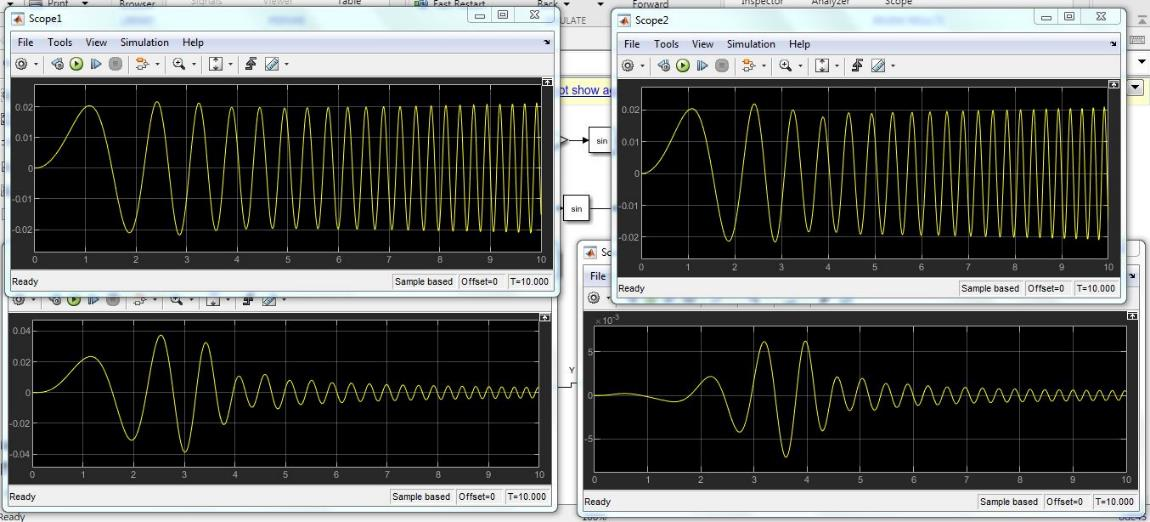 Print
Browser
Signals
Viewer
Table
Fast Restart
Back
Forward
Inspector
Analyzer
Scope
ULATE
Scope1
File Tools View Simulation Help
0.02
0.01
0
-0.01
-0.02
0 1 2 3 4 5 6 7 8 9 10
Ready Sample based Offset=0 T=10.000
ot show a
sin
sin
Scope2
File Tools View Simulation Help
0.02
0.01
0
-0.01
-0.02
0 1 2 3 4 5 6 7 8 9 10
Ready Sample based Offset=0 T=10.000
0.04
0.02
0
-0.02
-0.04
0 1 2 3 4 5 6 7 8 9 10
Ready Sample based Offset=0 T=10.000
Y
Sc
File
×10⁻³
5
0
-5
0 1 2 3 4 5 6 7 8 9 10
Ready Sample based Offset=0 T=10.000
Ready
100%
ode45